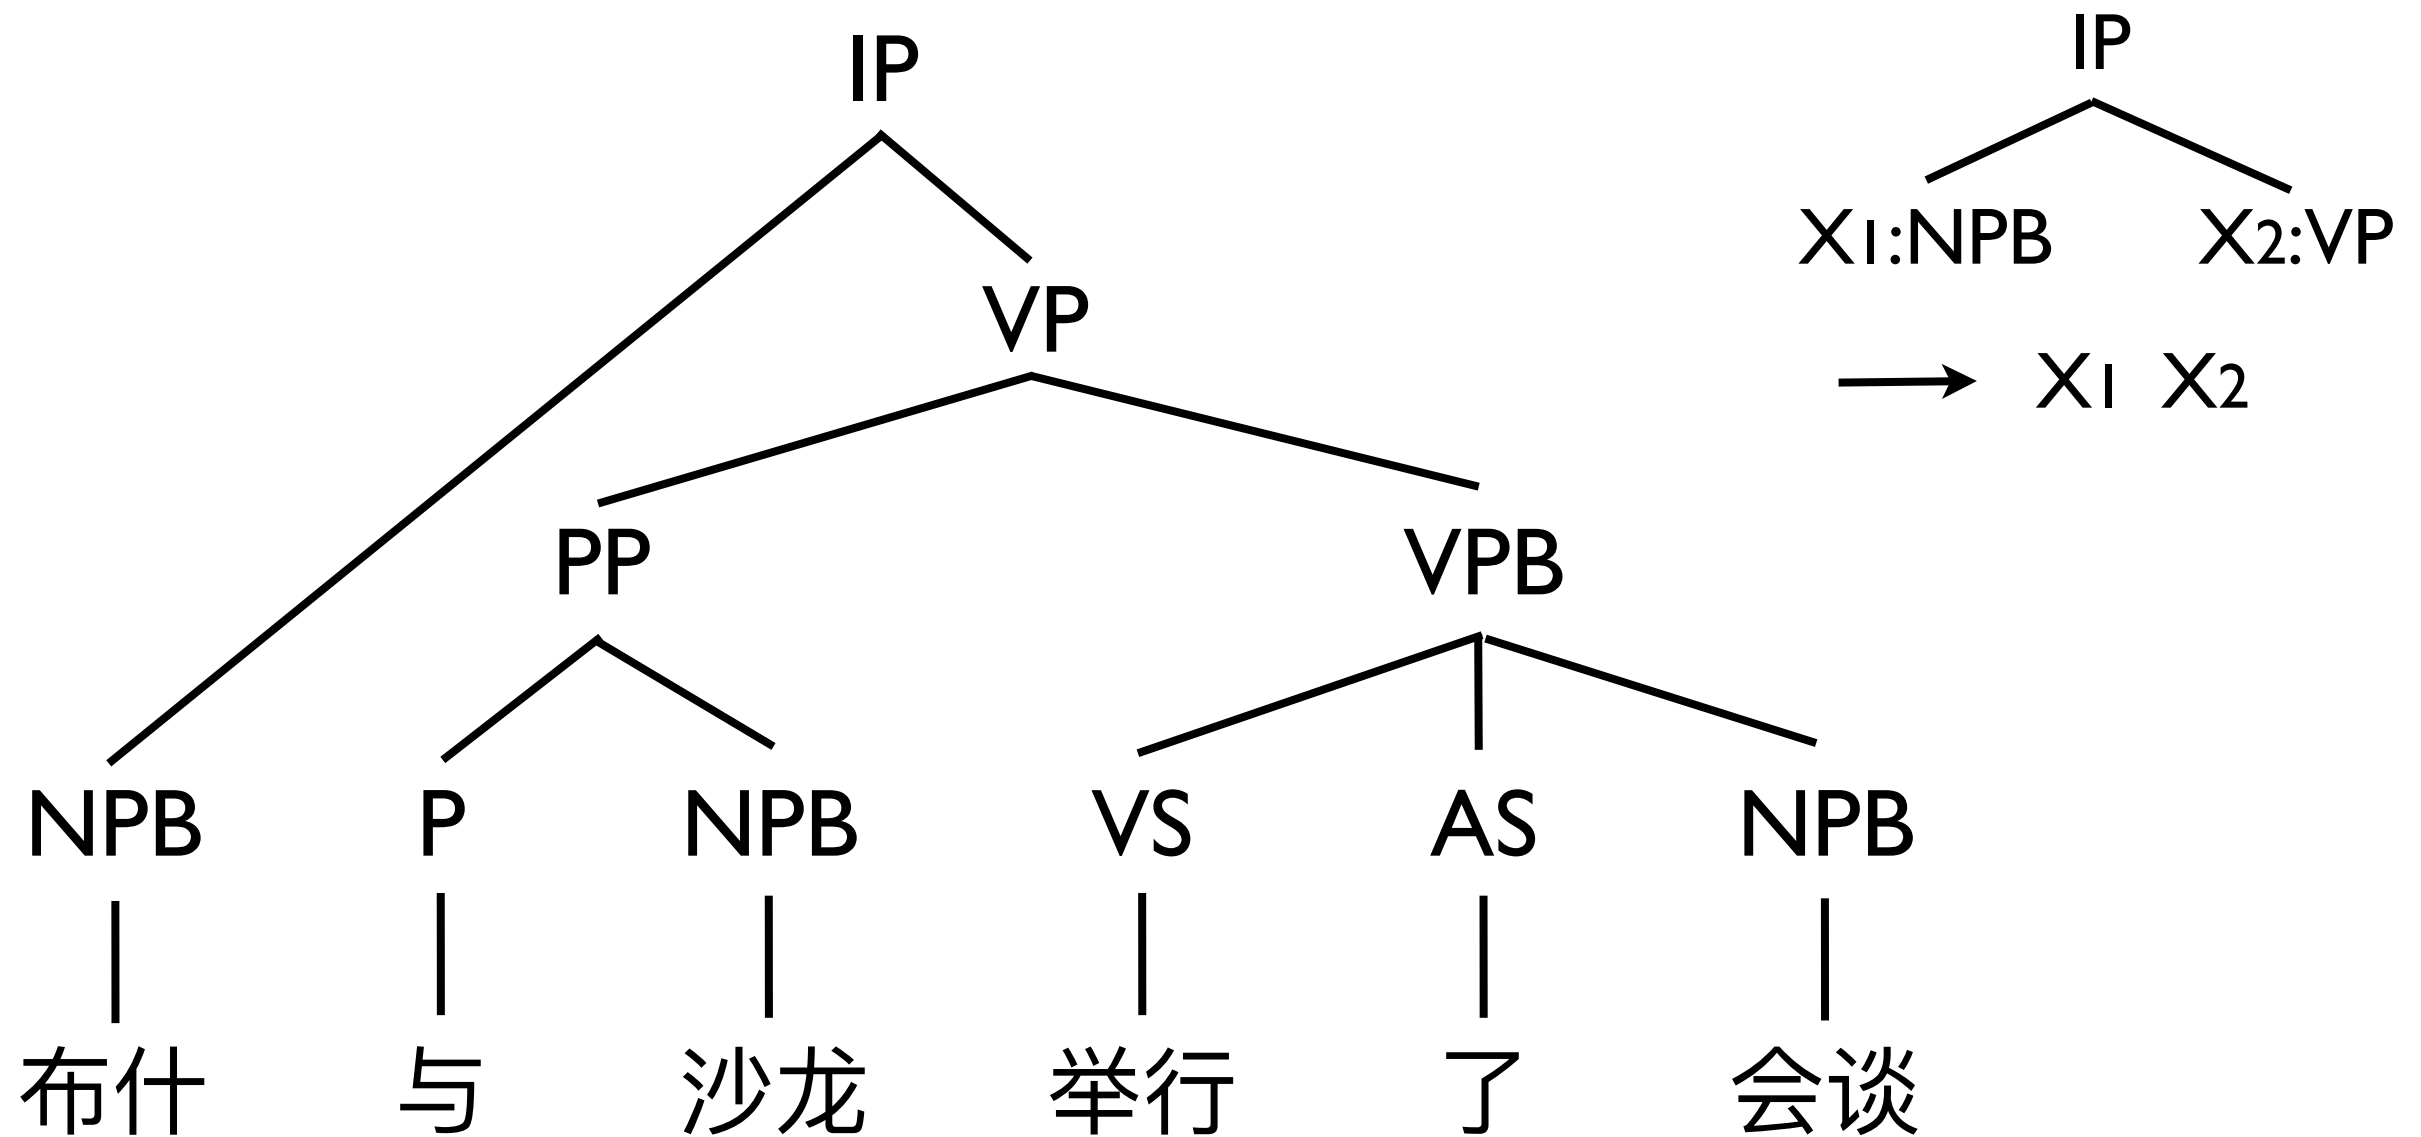 IP
IP
X1:NPB X2:VP
VP
→ X1 X2
PP VPB
NPB P NPB VS AS NPB
布什 与 沙龙 举行 了 会谈